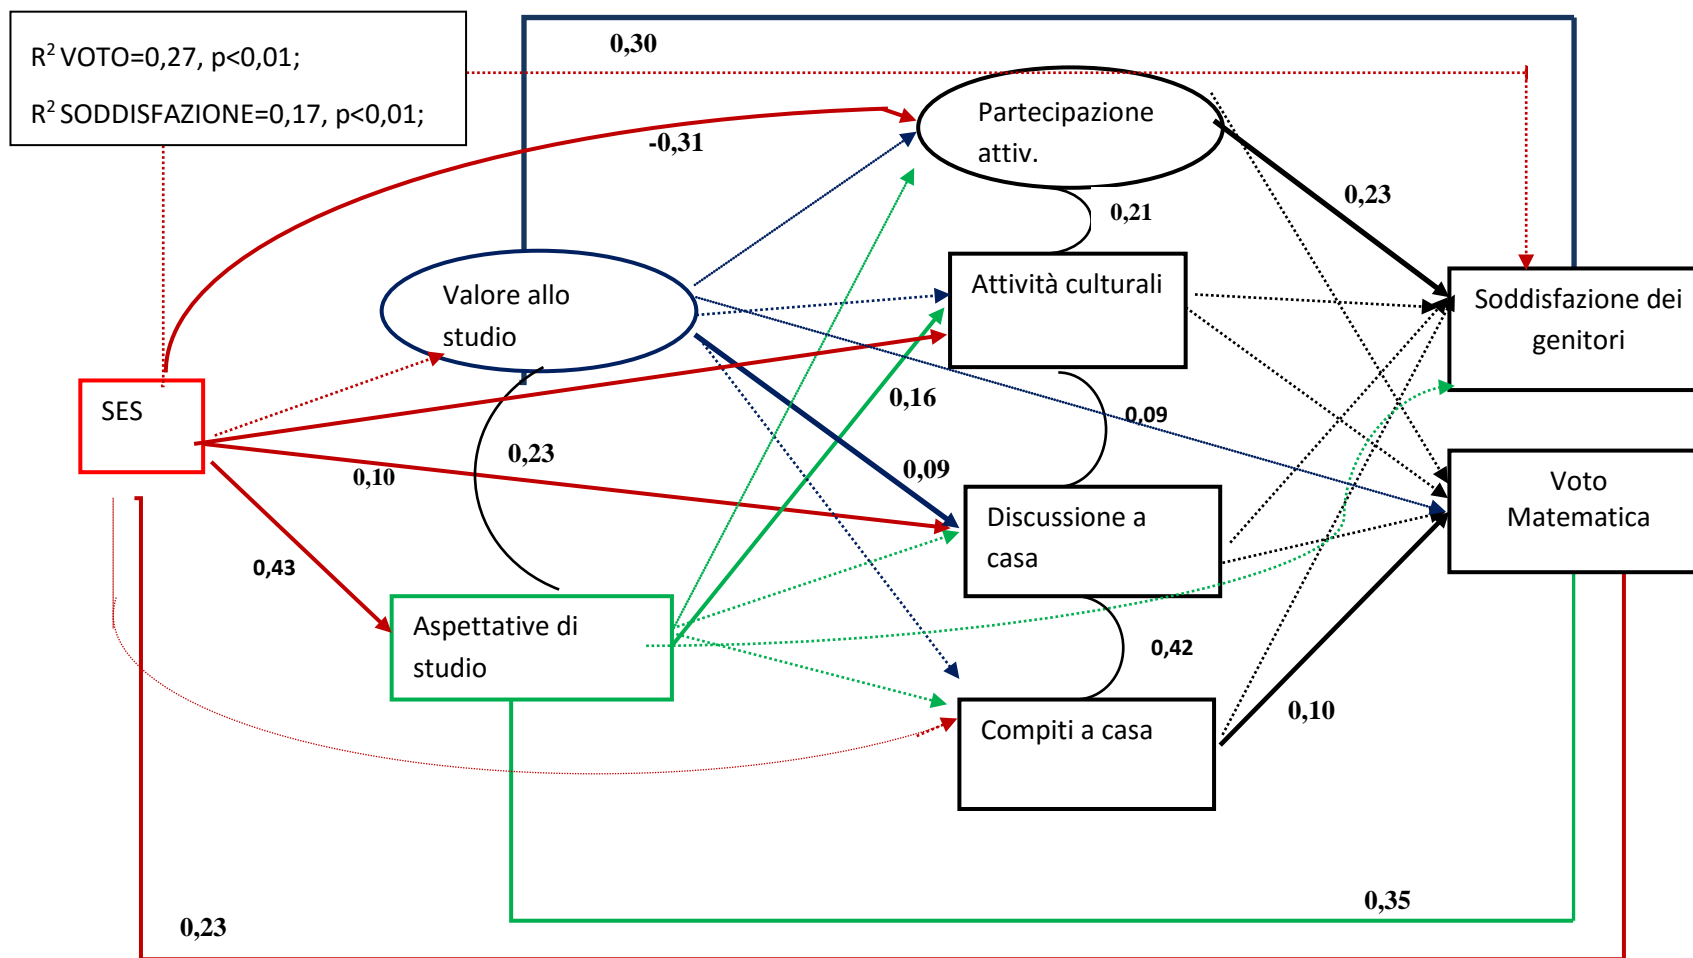 R² VOTO=0,27, p<0,01;
R² SODDISFAZIONE=0,17, p<0,01;
0,30
Partecipazione
attiv.
-0,31
0,23
0,21
Attività culturali
Soddisfazione dei
genitori
Valore allo
studio
SES
0,16
0,09
0,23
0,10
0,09
Voto
Matematica
Discussione a
casa
0,43
Aspettative di
studio
0,42
Compiti a casa
0,10
0,35
0,23